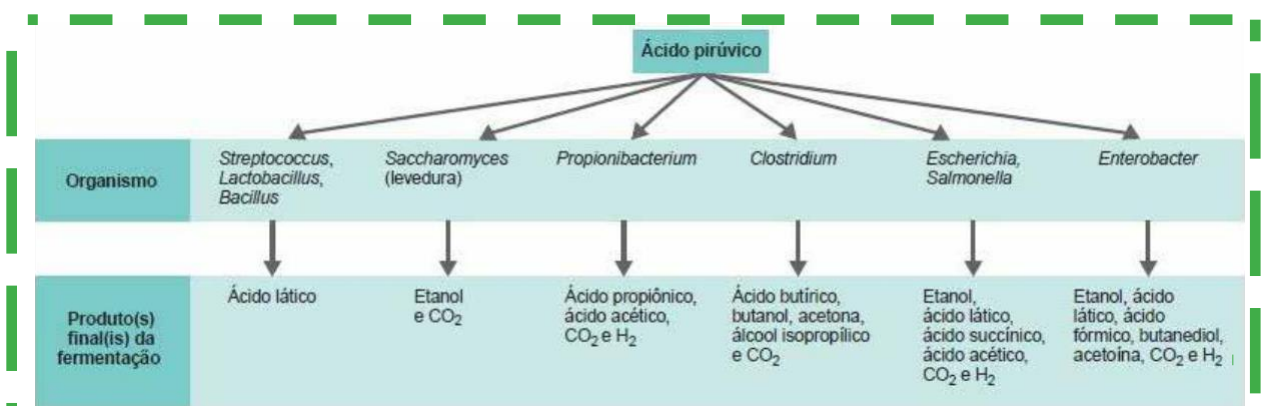 Ácido pirúvico
Organismo
Streptococcus,
Lactobacillus,
Bacillus
Saccharomyces
(levedura)
Propionibacterium
Clostridium
Escherichia,
Salmonella
Enterobacter
Produto(s)
final(is) da
fermentação
Ácido lático
Etanol
e CO2
Ácido propiônico,
ácido acético,
CO2 e H2
Ácido butírico,
butanol, acetona,
álcool isopropílico
e CO2
Etanol,
ácido lático,
ácido succínico,
ácido acético,
CO2 e H2
Etanol, ácido
lático, ácido
fórmico, butanediol,
acetoína, CO2 e H2